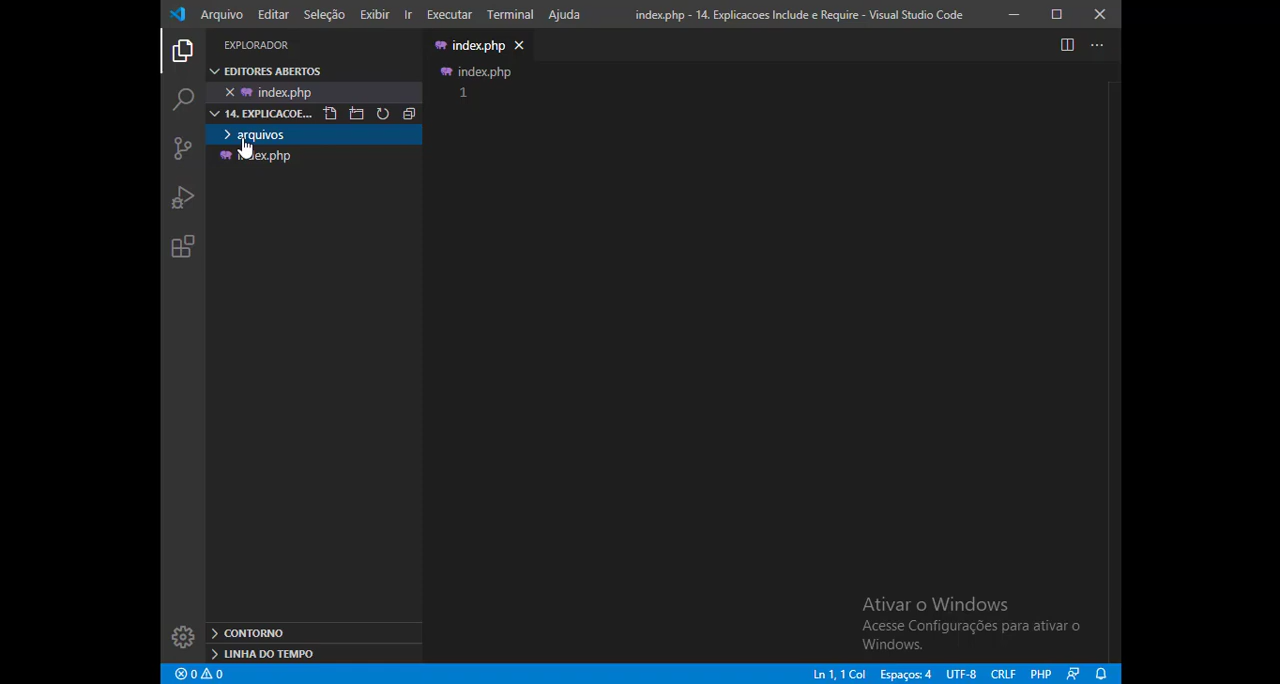 Arquivo Editar Seleção Exibir Ir Executar Terminal Ajuda index.php - 14. Explicacoes Include e Require - Visual Studio Code
EXPLORADOR
EDITORES ABERTOS
index.php
14. EXPLICACOE...
arquivos
index.php
CONTORNO
LINHA DO TEMPO
index.php
index.php
1
Ativar o Windows
Acesse Configurações para ativar o
Windows.
0 0 Ln 1, 1 Col Espaços: 4 UTF-8 CRLF PHP